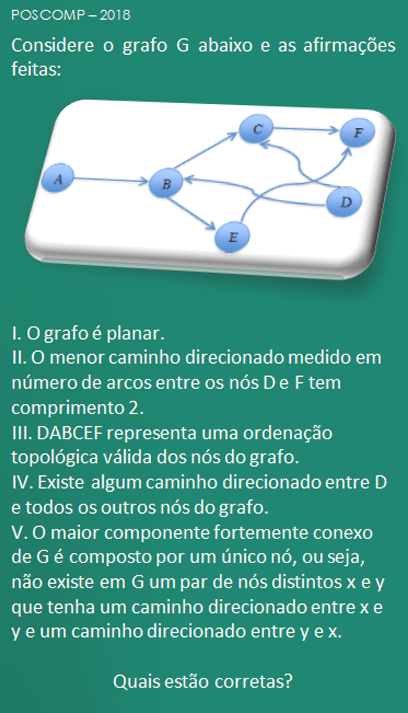 POSCOMP – 2018
Considere o grafo G abaixo e as afirmações
feitas:
C
F
A
B
D
E
I. O grafo é planar.
II. O menor caminho direcionado medido em
número de arcos entre os nós D e F tem
comprimento 2.
III. DABCEF representa uma ordenação
topológica válida dos nós do grafo.
IV. Existe algum caminho direcionado entre D
e todos os outros nós do grafo.
V. O maior componente fortemente conexo
de G é composto por um único nó, ou seja,
não existe em G um par de nós distintos x e y
que tenha um caminho direcionado entre x e
y e um caminho direcionado entre y e x.
Quais estão corretas?